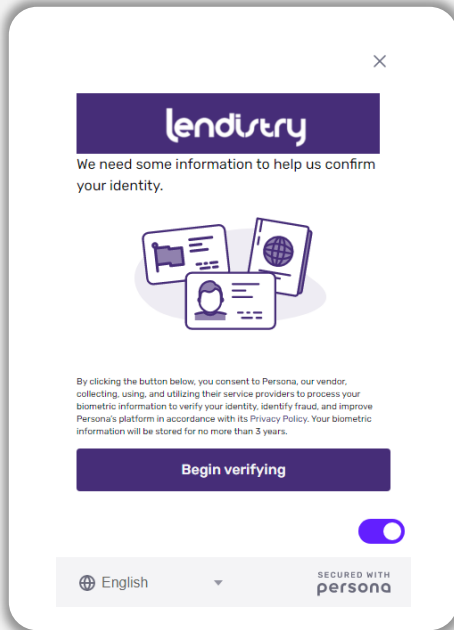 lendistry
We need some information to help us confirm
your identity.
By clicking the button below, you consent to Persona, our vendor,
collecting, using, and utilizing their service providers to process your
biometric information to verify your identity, identify fraud, and improve
Persona's platform in accordance with its Privacy Policy. Your biometric
information will be stored for no more than 3 years.
Begin verifying
English
SECURED WITH
persona